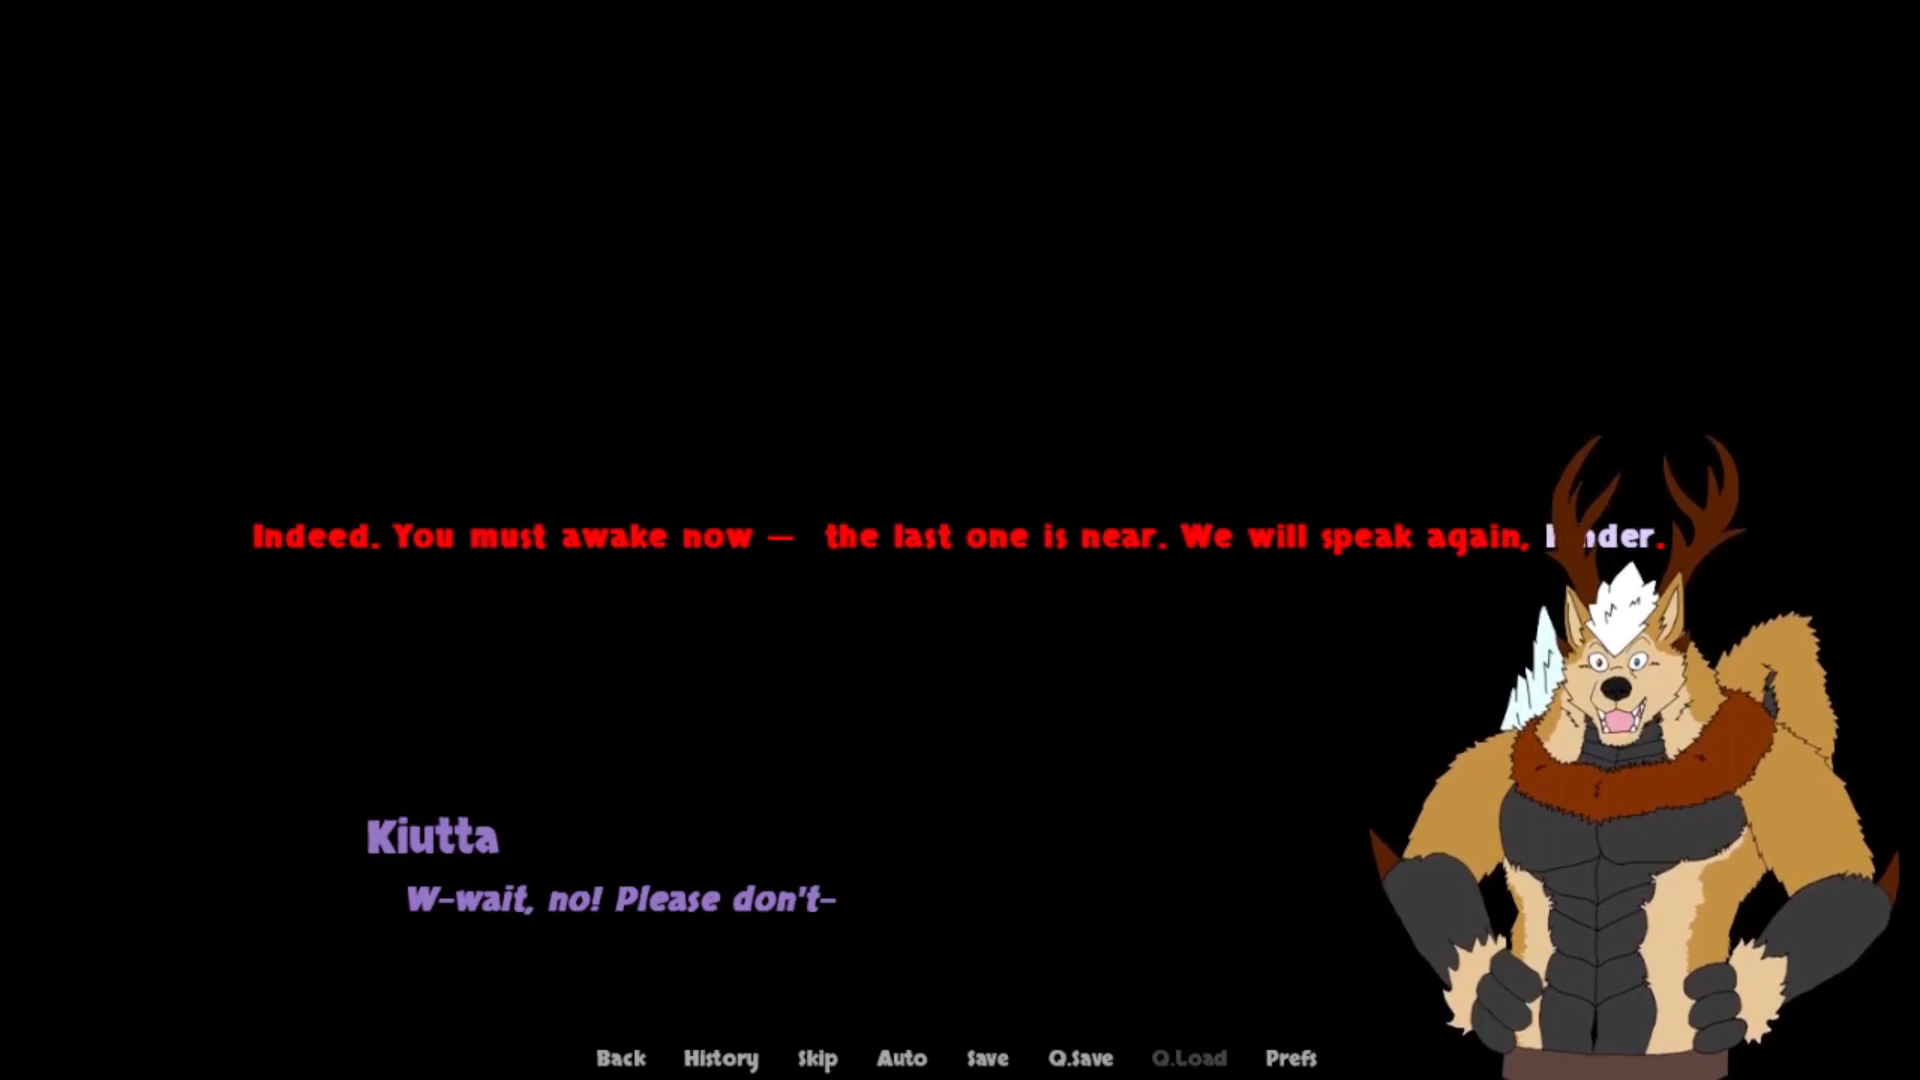 Indeed. You must awake now — the last one is near. We will speak again,
Kiutta
W-wait, no! Please don't-
Back History Skip Auto Save Q.Save Q.Load Prefs